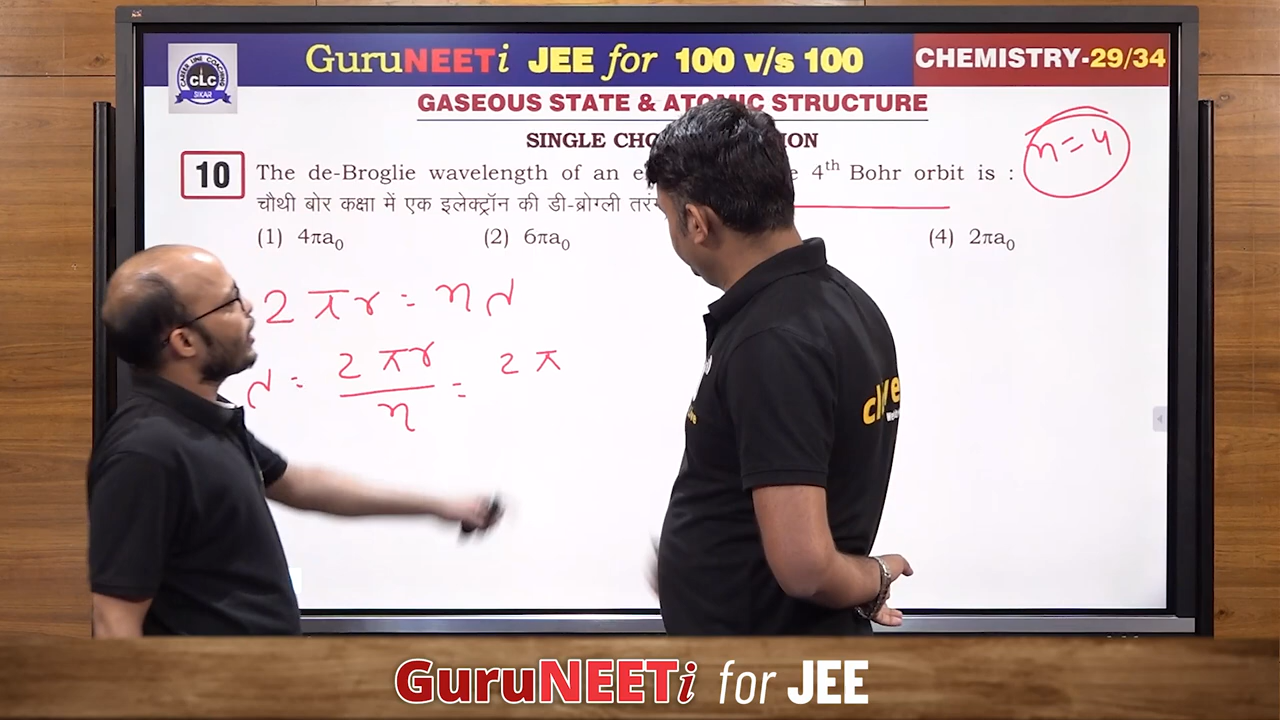 GuruNEETi JEE for 100 v/s 100
CHEMISTRY-29/34
CLC
SIKAR
GASEOUS STATE & ATOMIC STRUCTURE
SINGLE
n = 4
10 The de-Broglie wavelength of an 4th Bohr orbit is :
चौथी बोर कक्षा में एक इलेक्ट्रॉन की डी-ब्रोग्ली
(1) 4πa0 (2) 6πa0 (4) 2πa0
2πr = nλ
λ = 2πr/n = 2π
GuruNEETi for JEE